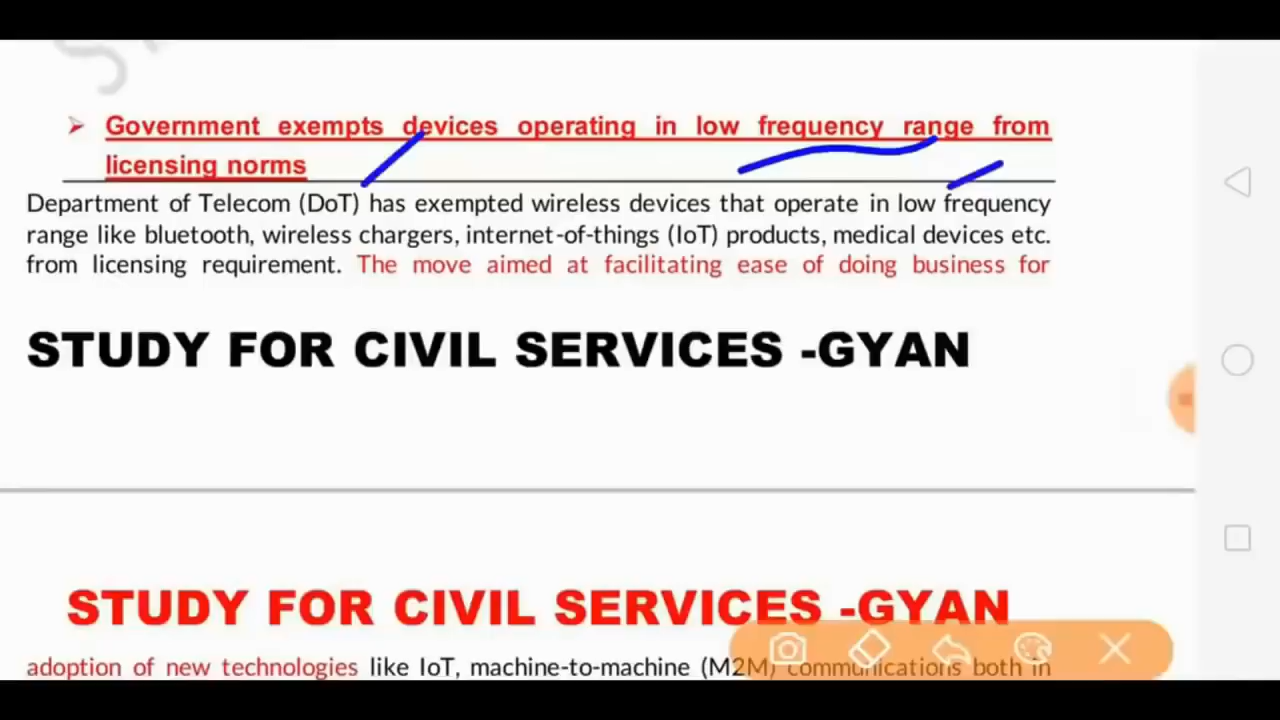 Government exempts devices operating in low frequency range from
licensing norms
Department of Telecom (DoT) has exempted wireless devices that operate in low frequency
range like bluetooth, wireless chargers, internet-of-things (IoT) products, medical devices etc.
from licensing requirement. The move aimed at facilitating ease of doing business for
STUDY FOR CIVIL SERVICES -GYAN
STUDY FOR CIVIL SERVICES -GYAN
adoption of new technologies like IoT, machine-to-machine (M2M) communications both in